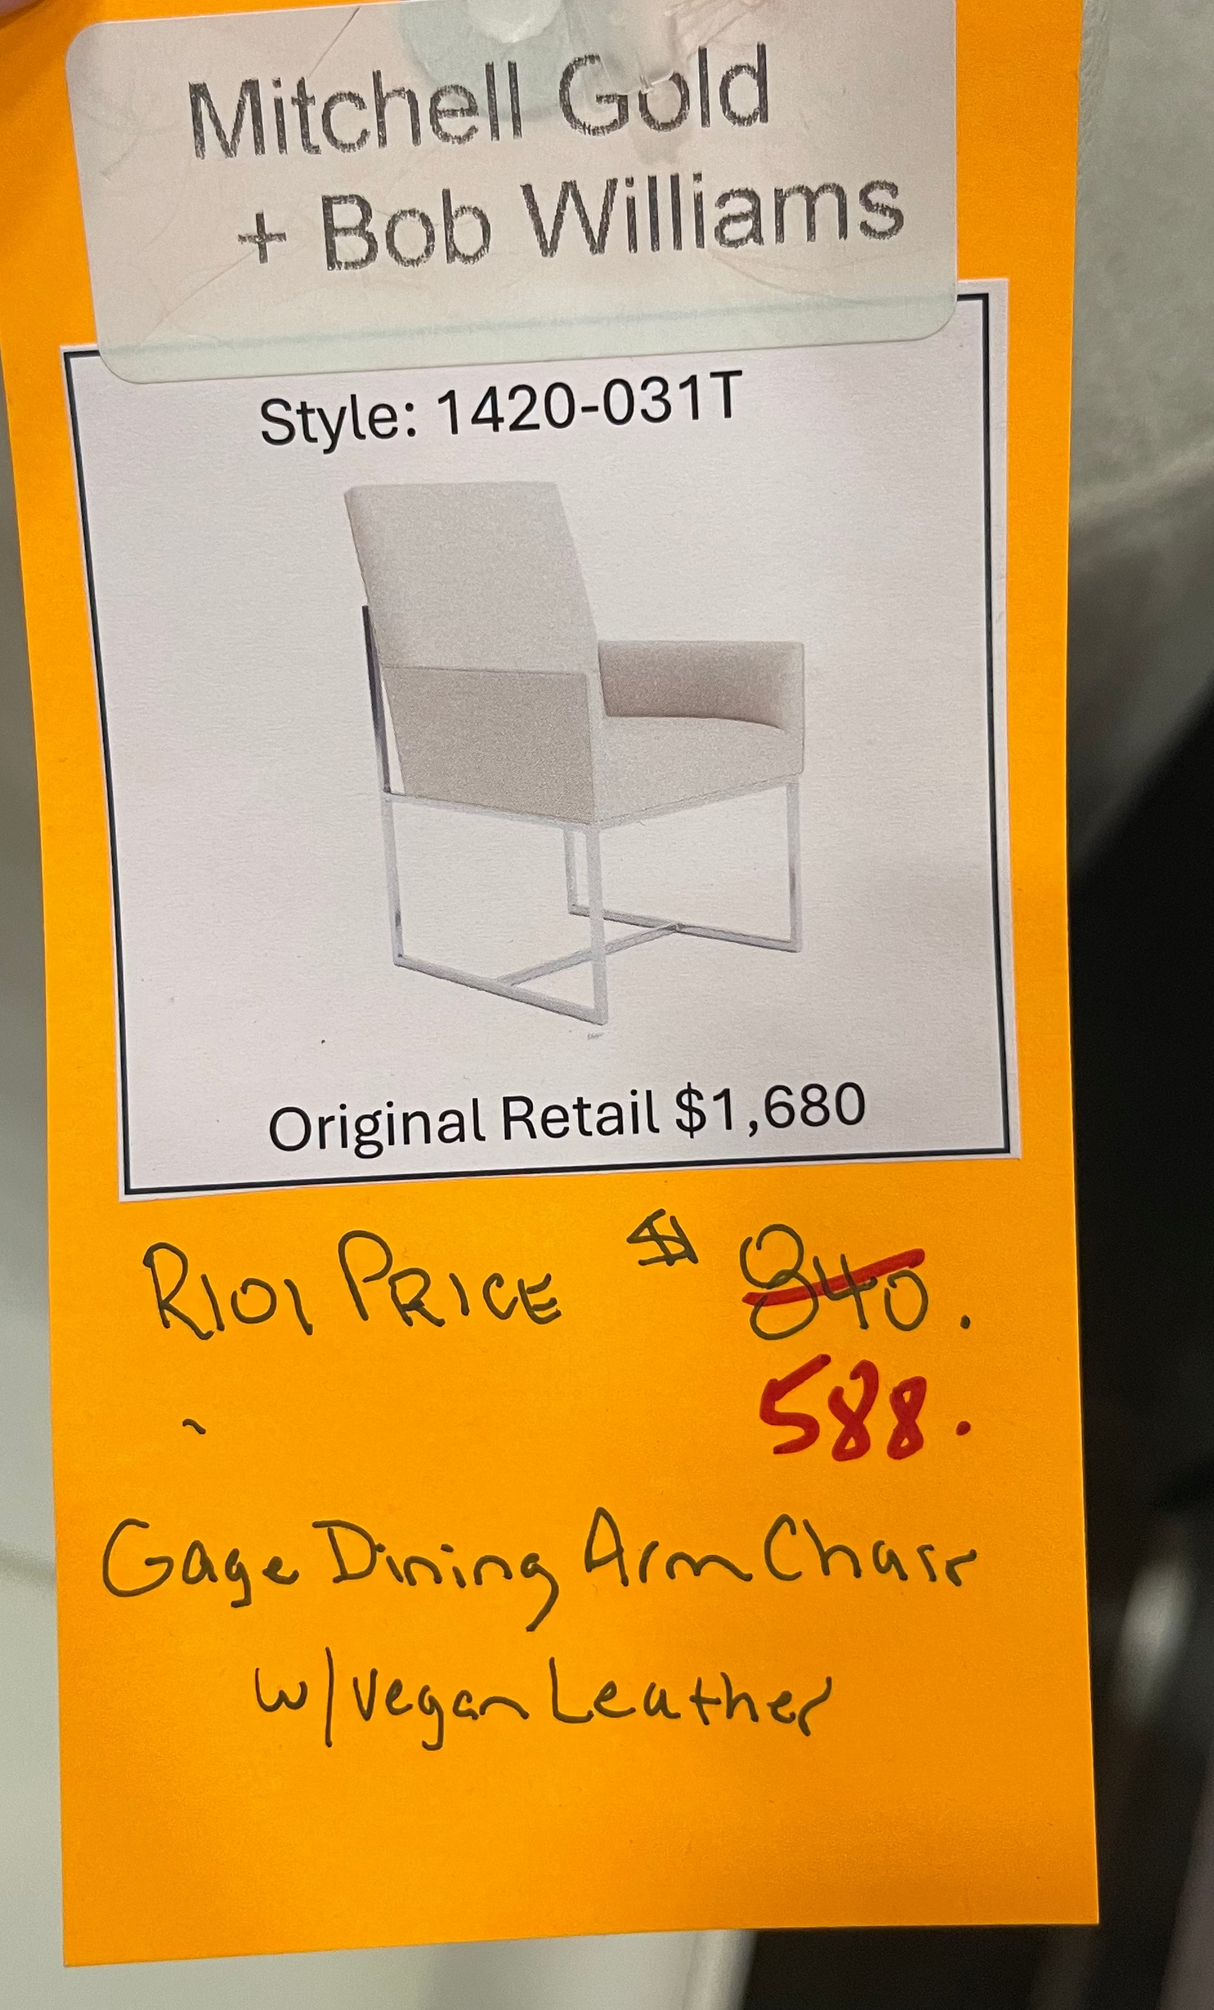 Mitchell Gold
+ Bob Williams
Style: 1420-031T
Original Retail $1,680
R101 PRICE $ 840.
588.
Gage Dining Arm Chair
w/Vegan Leather